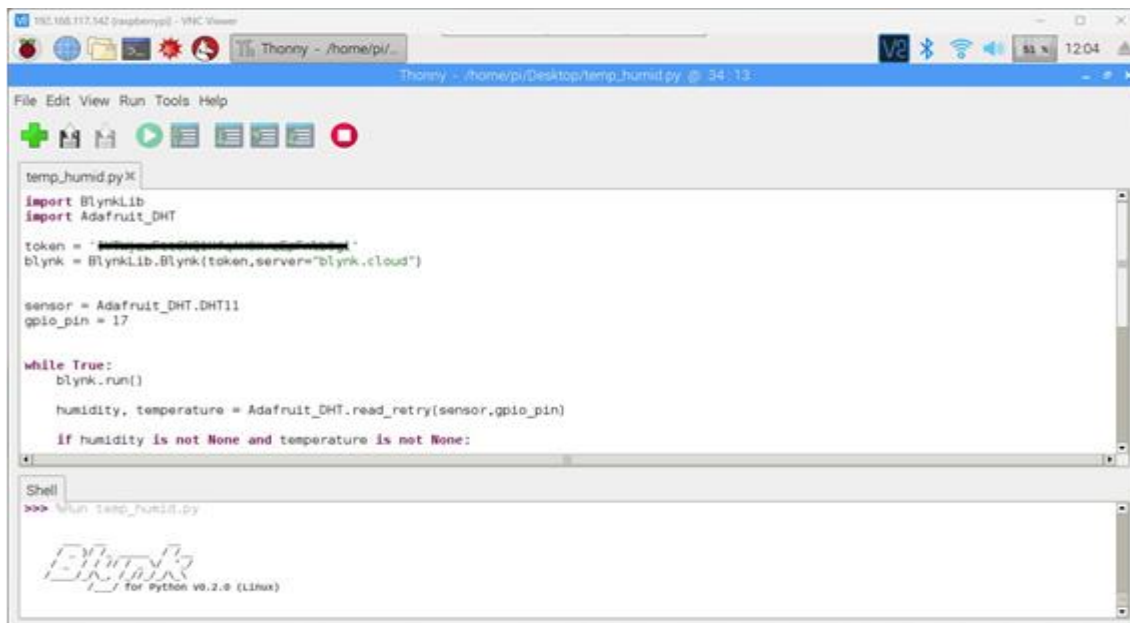 192.168.117.142 (raspberrypi) - VNC Viewer
Thonny - /home/pi/...
51 %
12:04
Thonny - /home/pi/Desktop/temp_humid.py @ 34 : 13
File Edit View Run Tools Help
temp_humid.py
import BlynkLib
import Adafruit_DHT
token = '
blynk = BlynkLib.Blynk(token,server="blynk.cloud")
sensor = Adafruit_DHT.DHT11
gpio_pin = 17
while True:
blynk.run()
humidity, temperature = Adafruit_DHT.read_retry(sensor,gpio_pin)
if humidity is not None and temperature is not None:
Shell
>>> %Run temp_humid.py
Blynk
for Python v0.2.0 (Linux)